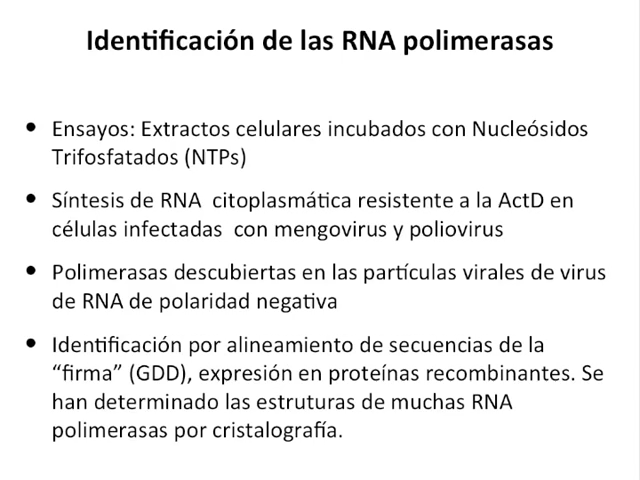 Identificación de las RNA polimerasas
• Ensayos: Extractos celulares incubados con Nucleósidos
Trifosfatados (NTPs)
• Síntesis de RNA  citoplasmática resistente a la ActD en
células infectadas  con mengovirus y poliovirus
• Polimerasas descubiertas en las partículas virales de virus
de RNA de polaridad negativa
• Identificación por alineamiento de secuencias de la
“firma” (GDD), expresión en proteínas recombinantes. Se
han determinado las estruturas de muchas RNA
polimerasas por cristalografía.